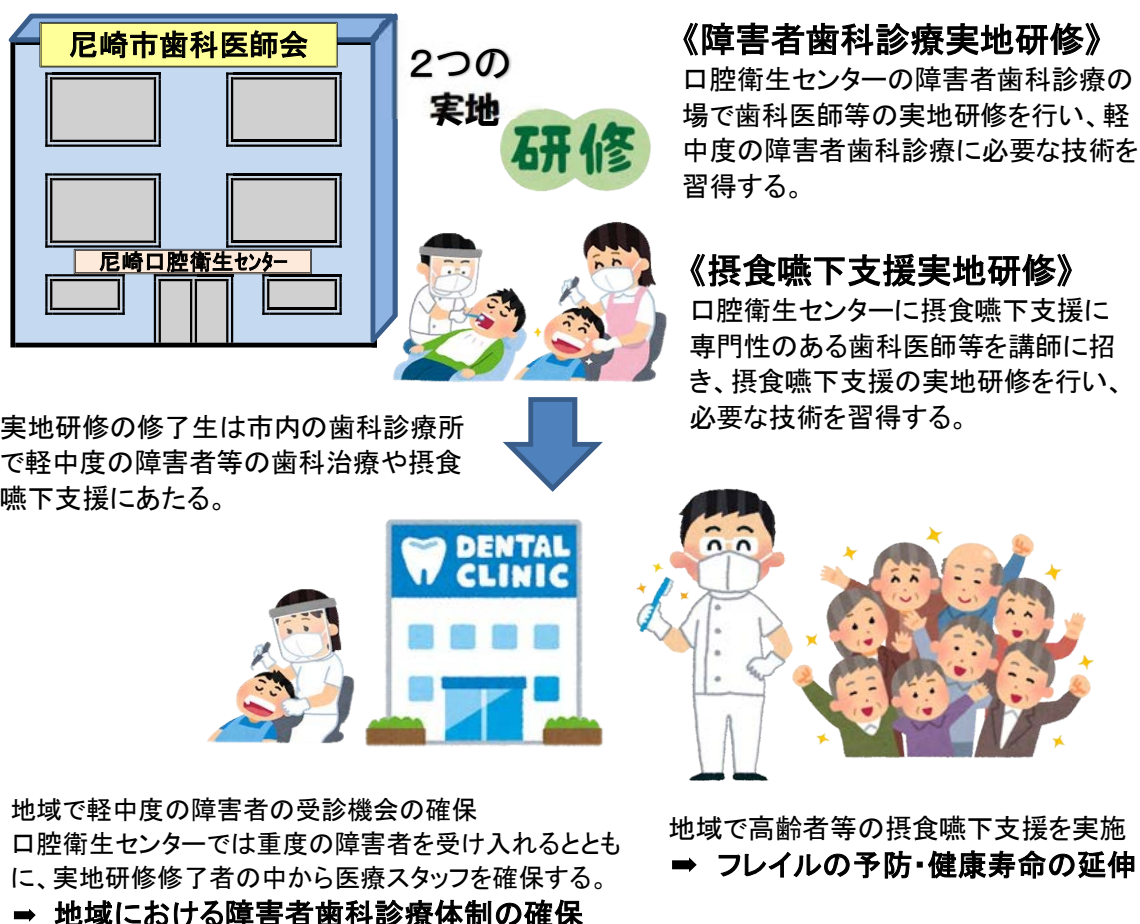 尼崎市歯科医師会
尼崎口腔衛生センター
2つの
実地
研修
《障害者歯科診療実地研修》
口腔衛生センターの障害者歯科診療の
場で歯科医師等の実地研修を行い、軽
中度の障害者歯科診療に必要な技術を
習得する。
《摂食嚥下支援実地研修》
口腔衛生センターに摂食嚥下支援に
専門性のある歯科医師等を講師に招
き、摂食嚥下支援の実地研修を行い、
必要な技術を習得する。
実地研修の修了生は市内の歯科診療所
で軽中度の障害者等の歯科治療や摂食
嚥下支援にあたる。
DENTAL
CLINIC
地域で軽中度の障害者の受診機会の確保
口腔衛生センターでは重度の障害者を受け入れるととも
に、実地研修修了者の中から医療スタッフを確保する。
➡ 地域における障害者歯科診療体制の確保
地域で高齢者等の摂食嚥下支援を実施
➡ フレイルの予防・健康寿命の延伸